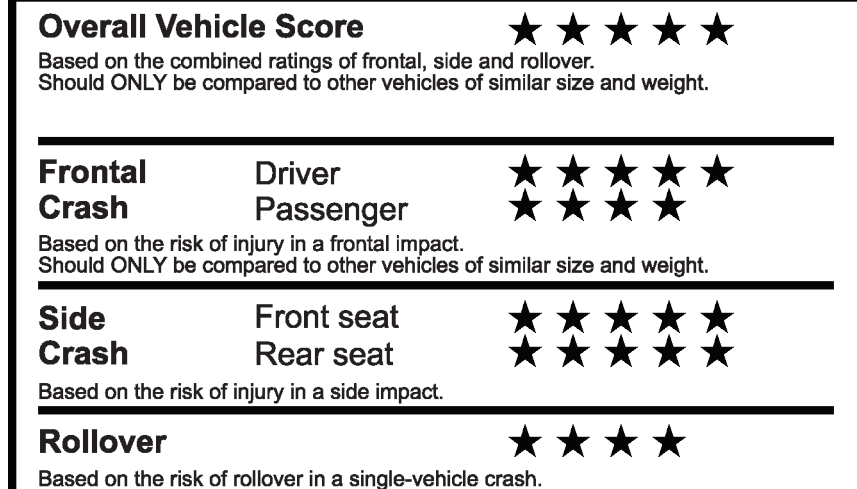 Overall Vehicle Score ★ ★ ★ ★ ★
Based on the combined ratings of frontal, side and rollover.
Should ONLY be compared to other vehicles of similar size and weight.
Frontal Driver ★ ★ ★ ★ ★
Crash Passenger ★ ★ ★ ★
Based on the risk of injury in a frontal impact.
Should ONLY be compared to other vehicles of similar size and weight.
Side Front seat ★ ★ ★ ★ ★
Crash Rear seat ★ ★ ★ ★ ★
Based on the risk of injury in a side impact.
Rollover ★ ★ ★ ★
Based on the risk of rollover in a single-vehicle crash.